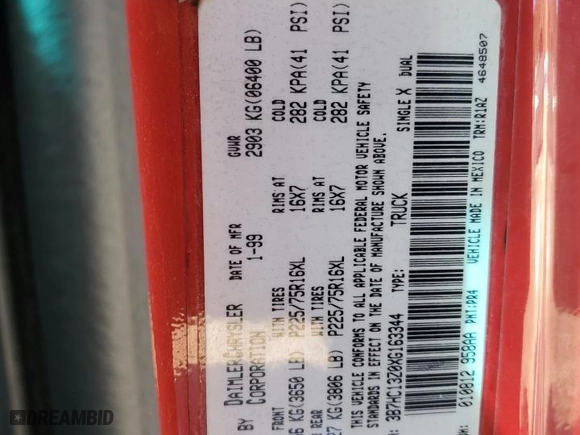 BY DAIMLERCHRYSLER CORPORATION
DATE OF MFR 1-99
GVWR 2903 KG(06400 LB)
FRONT WITH TIRES RIMS AT COLD
KG(3650 LB) P225/75R16XL 16X7 282 KPA(41 PSI)
REAR WITH TIRES RIMS AT COLD
KG(3806 LB) P225/75R16XL 16X7 282 KPA(41 PSI)
THIS VEHICLE CONFORMS TO ALL APPLICABLE FEDERAL MOTOR VEHICLE SAFETY
STANDARDS IN EFFECT ON THE DATE OF MANUFACTURE SHOWN ABOVE.
3B7HC13Z0XG163344 TYPE: TRUCK SINGLE X DUAL
010812 958AA PNT:PR4 VEHICLE MADE IN MEXICO TRM:R1AZ 4648507
DREAMBID